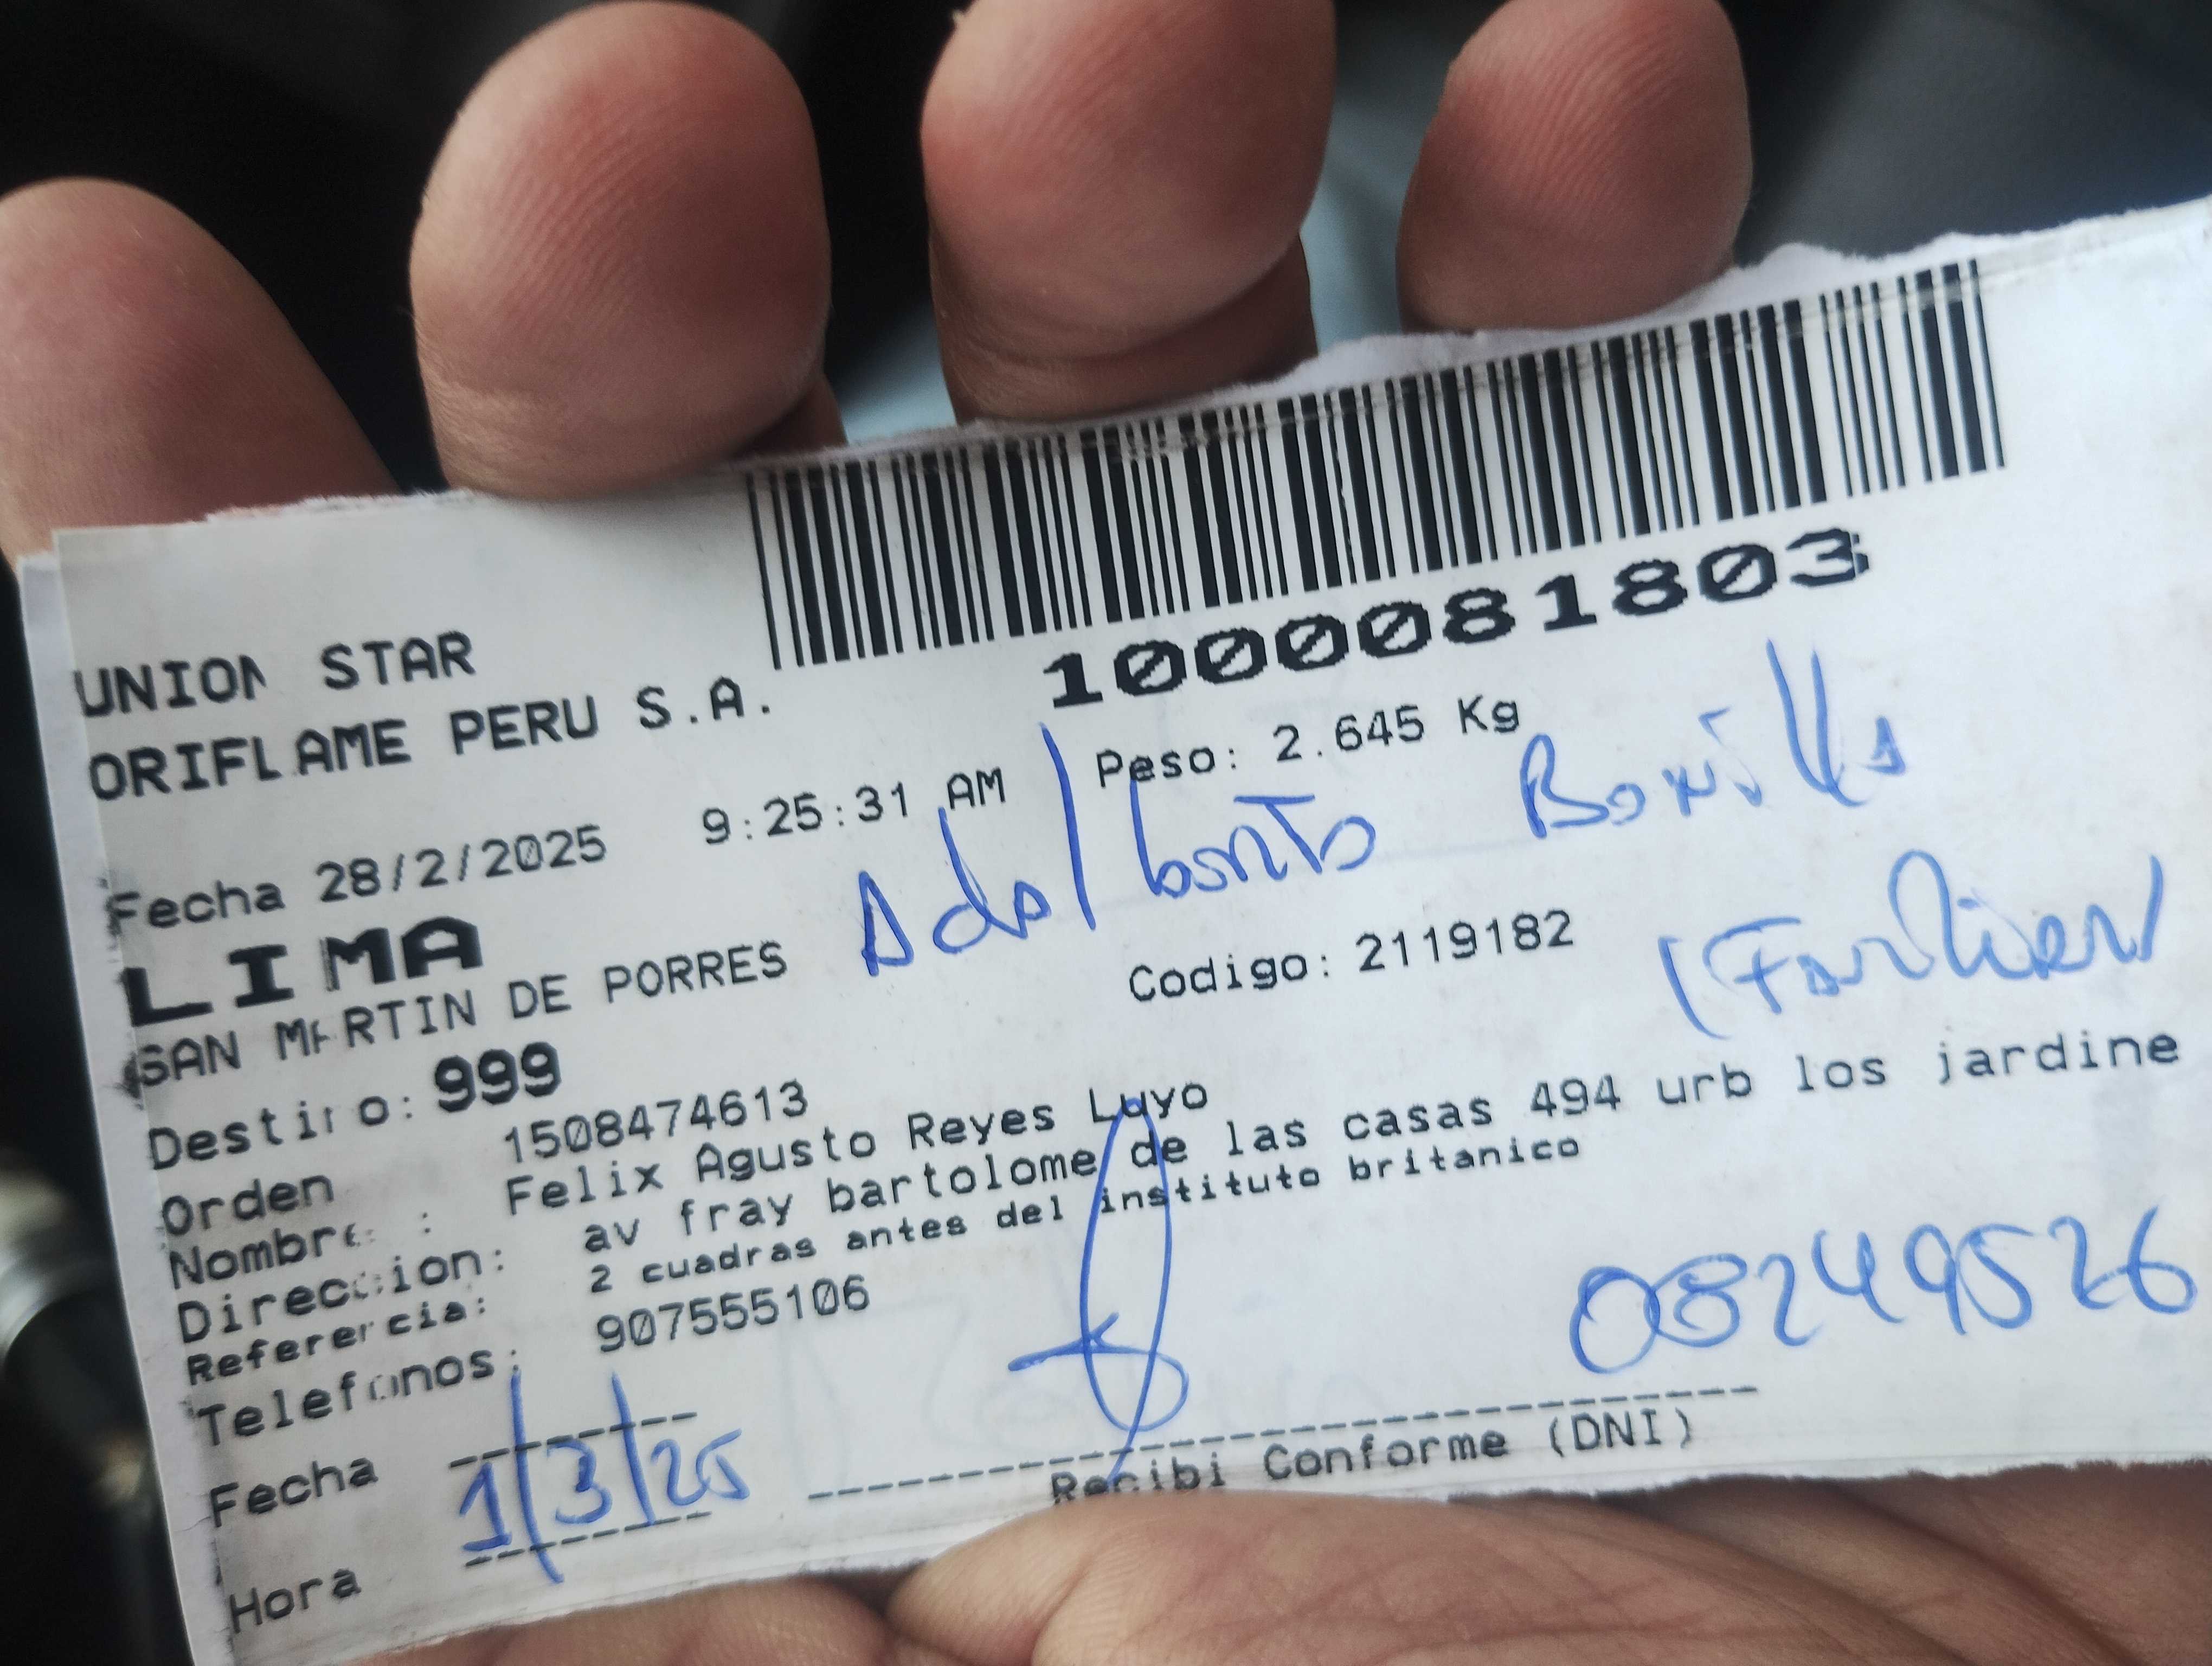 1000081803
UNION STAR
ORIFLAME PERU S.A.
Fecha 28/2/2025 9:25:31 AM Peso: 2.645 Kg
Adalberto Bonilla
LIMA
SAN MARTIN DE PORRES Codigo: 2119182
(Familiar)
Destino: 999
Orden 1508474613
Nombre : Felix Agusto Reyes Luyo
Direccion: av fray bartolome de las casas 494 urb los jardine
Referencia: 2 cuadras antes del instituto britanico
Telefonos: 907555106
08249526
Fecha 1/3/25
Recibi Conforme (DNI)
Hora